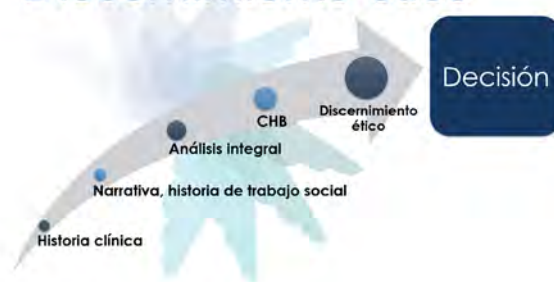 Decisión
Discernimiento
ético
CHB
Análisis integral
Narrativa, historia de trabajo social
Historia clínica